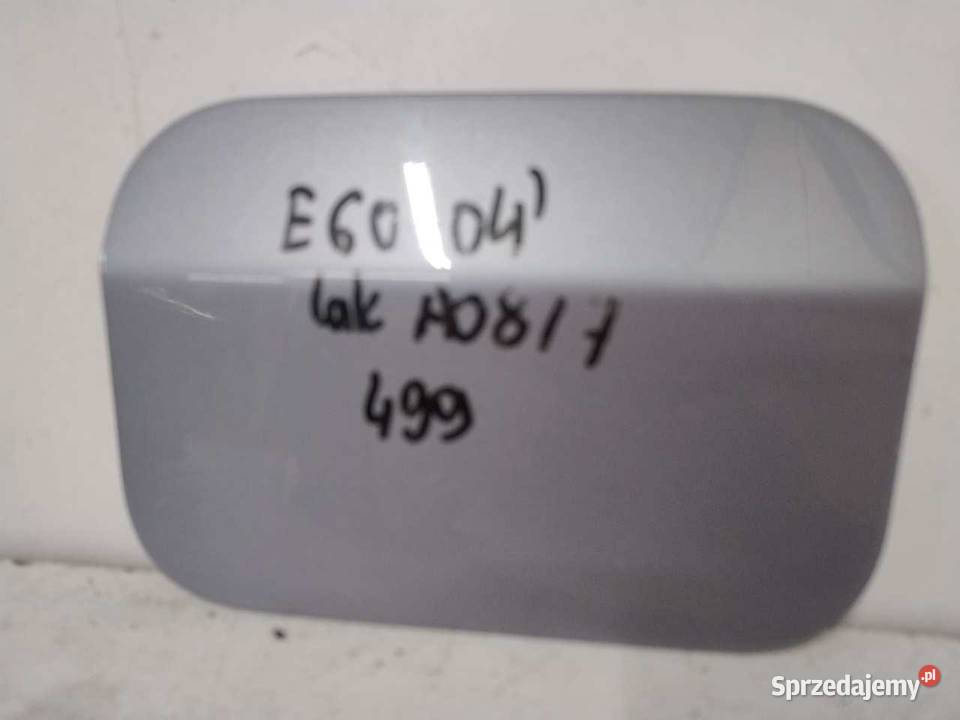 E60 04'
lak A08/7
499
Sprzedajemy.pl